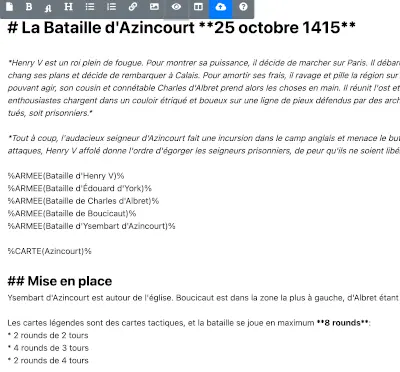 # La Bataille d'Azincourt **25 octobre 1415**
*Henry V est un roi plein de fougue. Pour montrer sa puissance, il décide de marcher sur Paris. Il débar
chang ses plans et décide de rembarquer à Calais. Pour amortir ses frais, il ravage et pille la région sur
pouvant agir, son cousin et connétable Charles d'Albret prend alors les choses en main. Il réunit l'ost et
enthousiastes chargent dans un couloir étriqué et boueux sur une ligne de pieux défendus par des arch
tués, soit prisonniers.*
*Tout à coup, l'audacieux seigneur d'Azincourt fait une incursion dans le camp anglais et menace le but
attaques, Henry V affolé donne l'ordre d'égorger les seigneurs prisonniers, de peur qu'ils ne soient libé
%ARMEE(Bataille d'Henry V)%
%ARMEE(Bataille d'Édouard d'York)%
%ARMEE(Bataille de Charles d'Albret)%
%ARMEE(Bataille de Boucicaut)%
%ARMEE(Bataille d'Ysembart d'Azincourt)%
%CARTE(Azincourt)%
## Mise en place
Ysembart d'Azincourt est autour de l'église. Boucicaut est dans la zone la plus à gauche, d'Albret étant
Les cartes légendes sont des cartes tactiques, et la bataille se joue en maximum **8 rounds**:
* 2 rounds de 2 tours
* 4 rounds de 3 tours
* 2 rounds de 4 tours